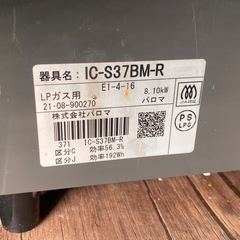 器具名：IC-S37BM-R
E1-4-16
LPガス用 8.10kW
21・08-900270 パロマ
株式会社パロマ
371 IC-S37BM-R
区分C 効率56.3%
区分J 効率192Wh
PS
LPG